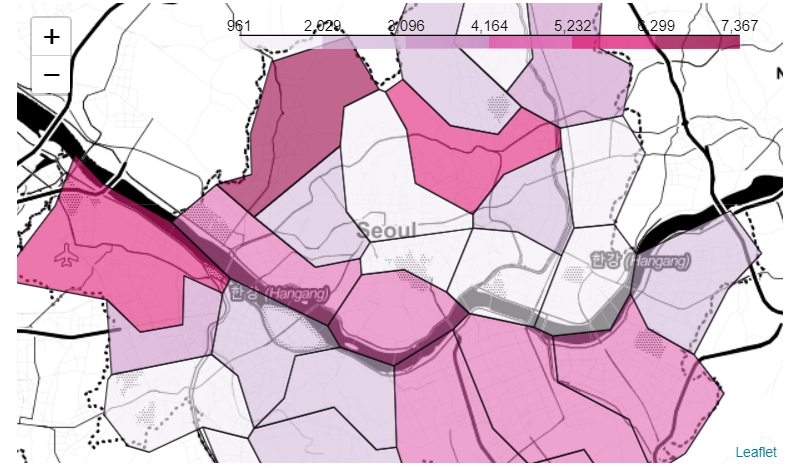 +
−
961 2,029 3,096 4,164 5,232 6,299 7,367
Seoul
한강 (Hangang)
한강 (Hangang)
Leaflet